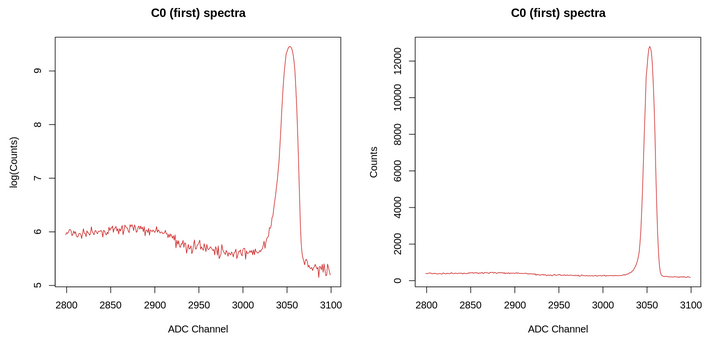 C0 (first) spectra
log(Counts)
9
8
7
6
5
2800 2850 2900 2950 3000 3050 3100
ADC Channel
C0 (first) spectra
Counts
12000
10000
8000
6000
4000
2000
0
2800 2850 2900 2950 3000 3050 3100
ADC Channel